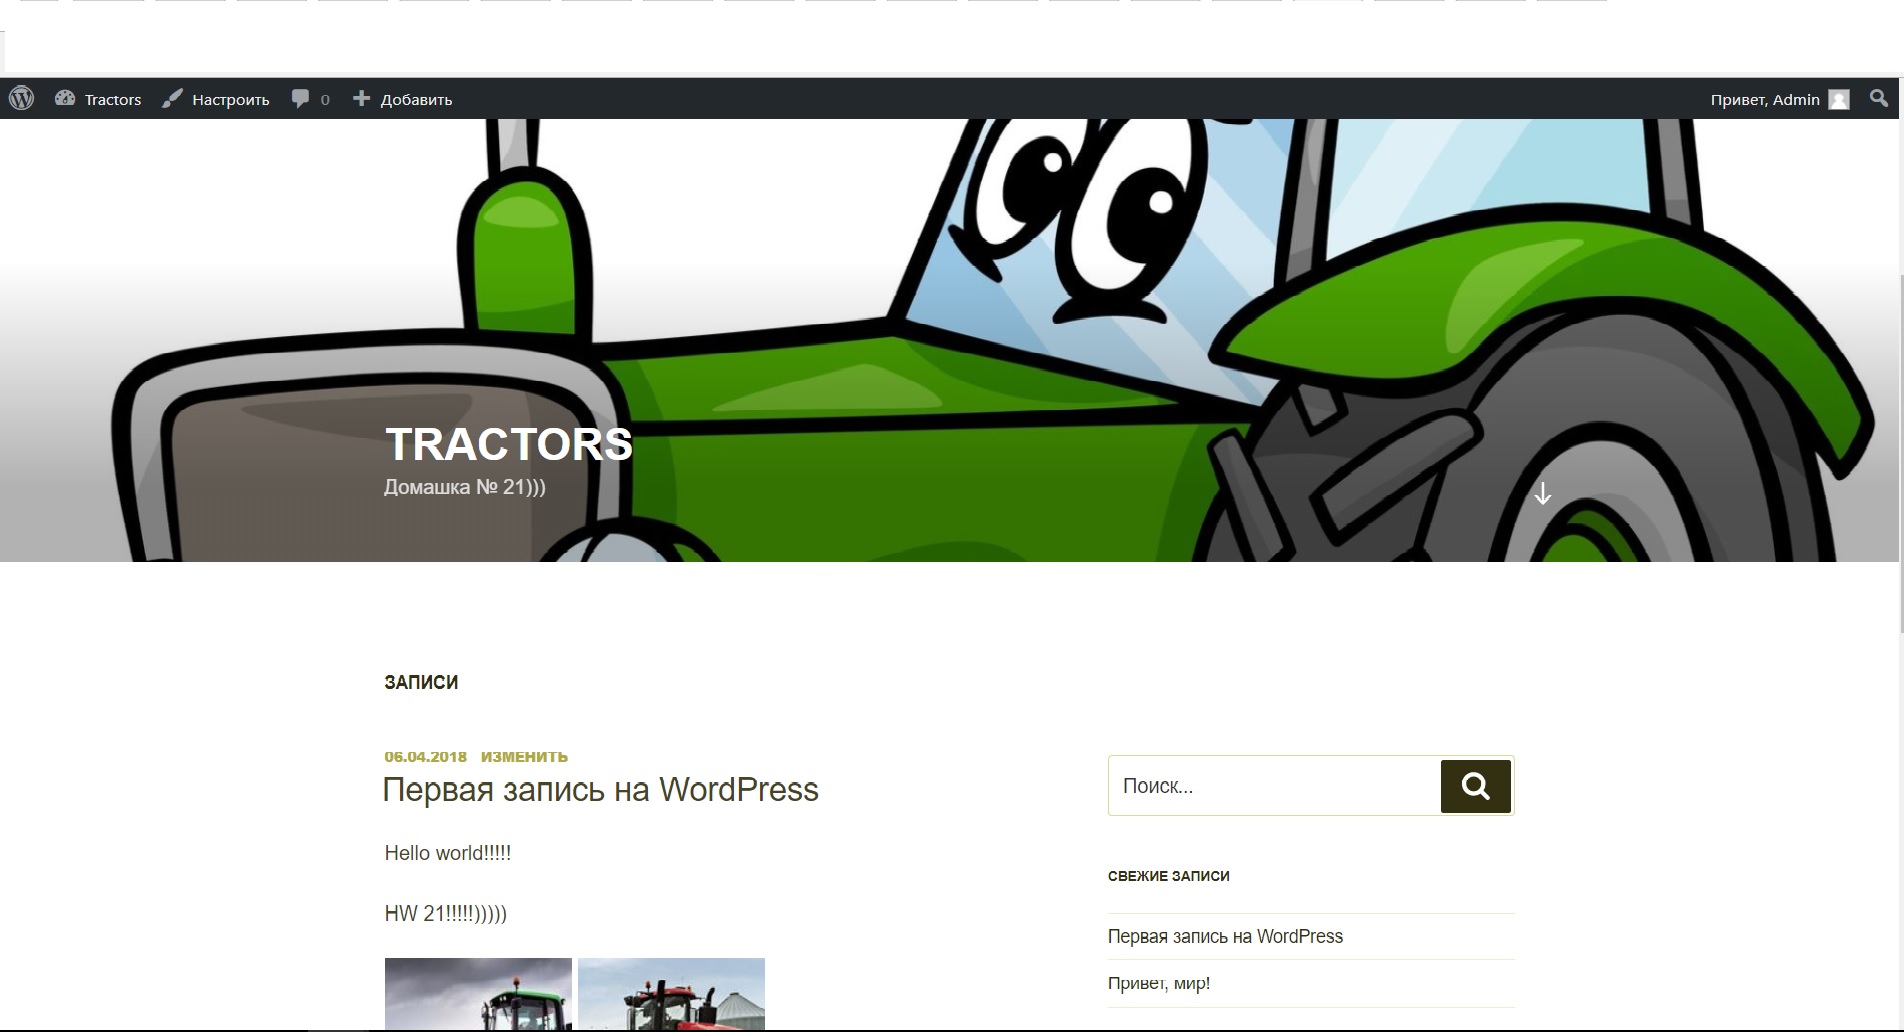 Tractors Настроить 0 Добавить Привет, Admin
TRACTORS
Домашка № 21)))
ЗАПИСИ
06.04.2018 ИЗМЕНИТЬ
Первая запись на WordPress
Hello world!!!!!
HW 21!!!!!)))))
Поиск...
СВЕЖИЕ ЗАПИСИ
Первая запись на WordPress
Привет, мир!